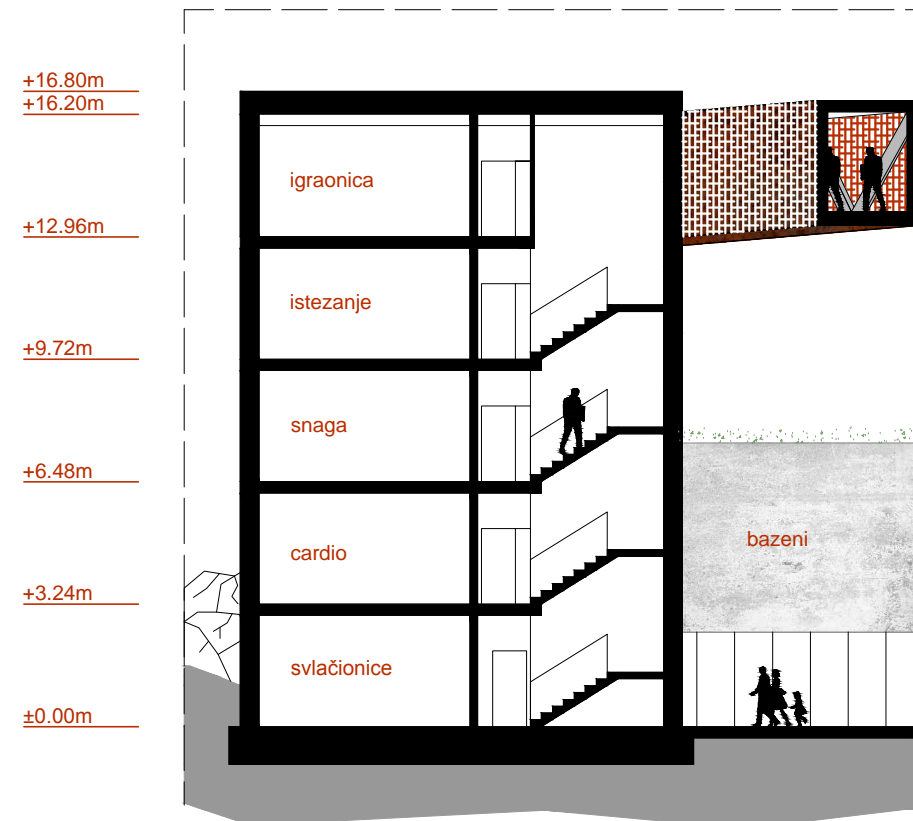 +16.80m
+16.20m
igraonica
+12.96m
istezanje
+9.72m
snaga
+6.48m
bazeni
cardio
+3.24m
svlačionice
±0.00m